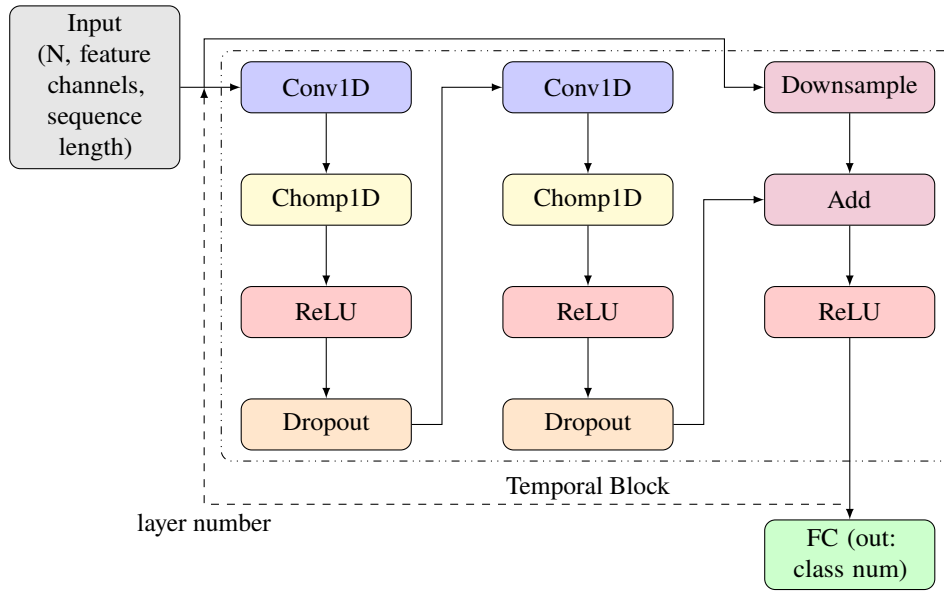 Input
(N, feature
channels,
sequence
length)
Conv1D
Chomp1D
ReLU
Dropout
Conv1D
Chomp1D
ReLU
Dropout
Downsample
Add
ReLU
Temporal Block
layer number
FC (out:
class num)